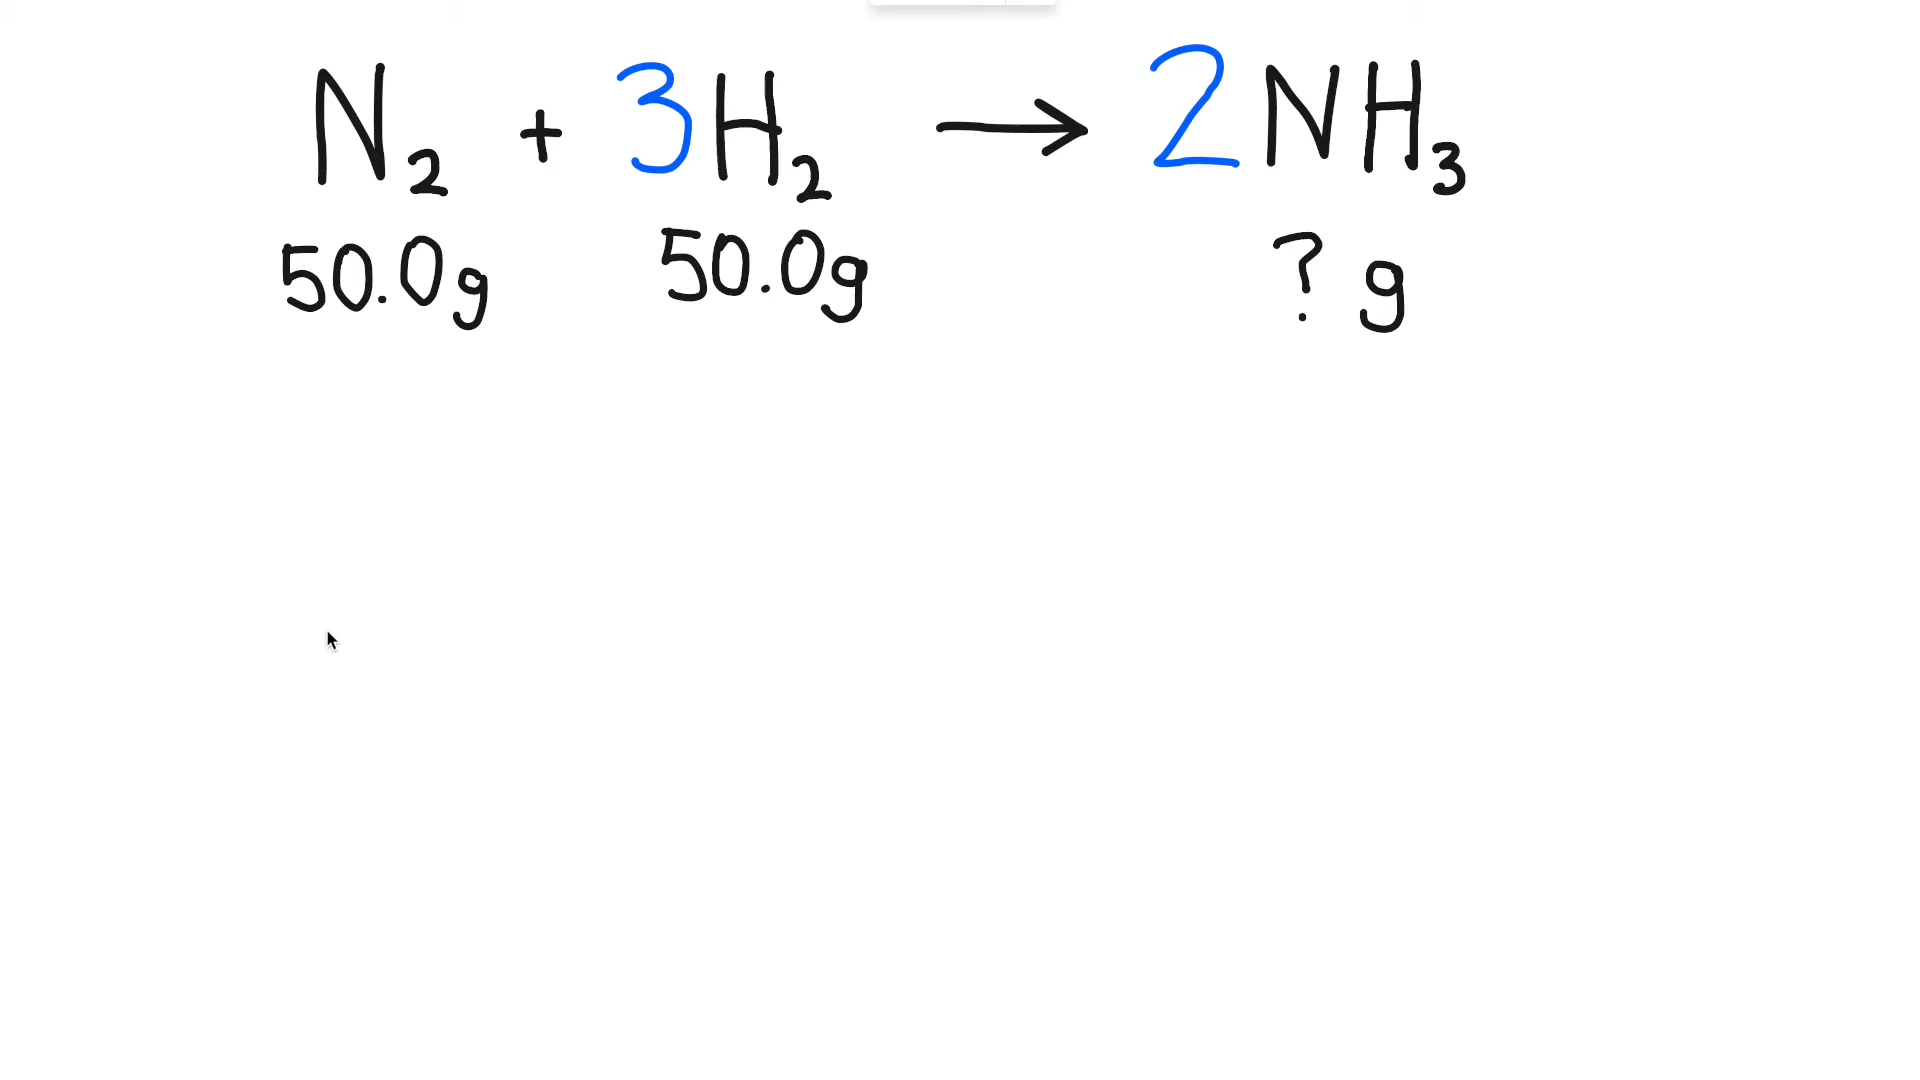 N₂ + 3H₂ → 2NH₃
50.0g 50.0g ? g